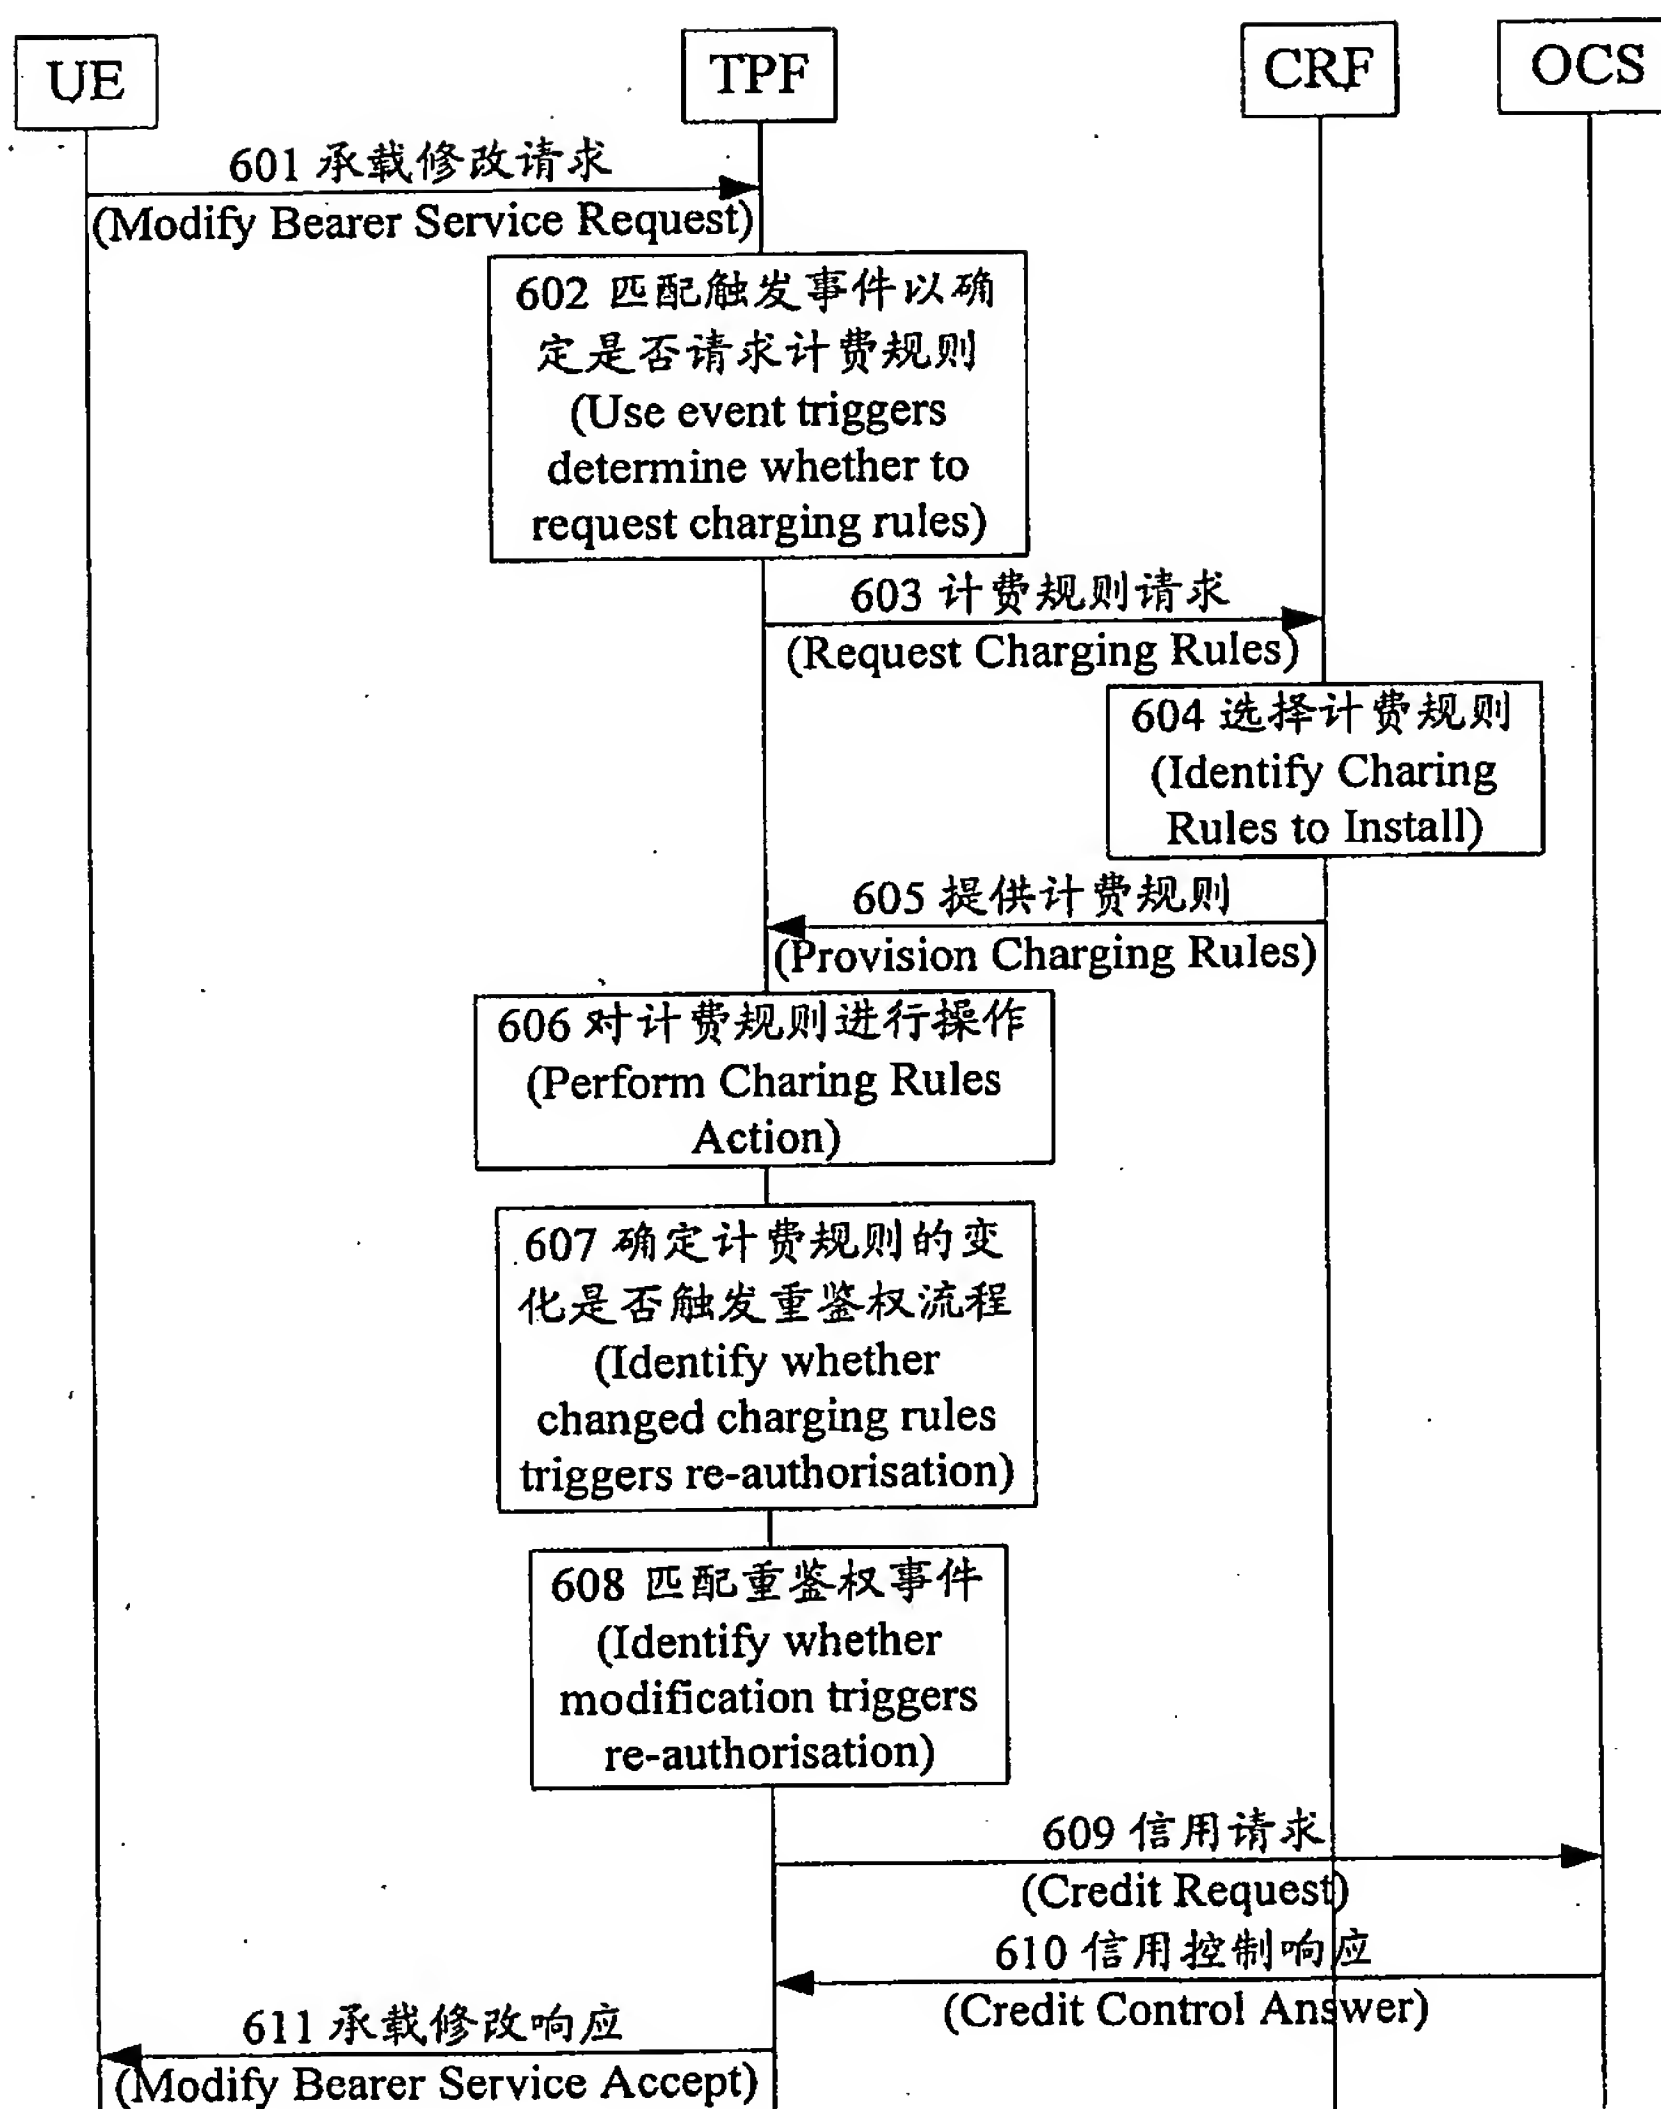 UE
TPF
CRF
OCS
601 承载修改请求
(Modify Bearer Service Request)
602 匹配触发事件以确
定是否请求计费规则
(Use event triggers
determine whether to
request charging rules)
603 计费规则请求
(Request Charging Rules)
604 选择计费规则
(Identify Charing
Rules to Install)
605 提供计费规则
(Provision Charging Rules)
606 对计费规则进行操作
(Perform Charing Rules
Action)
607 确定计费规则的变
化是否触发重鉴权流程
(Identify whether
changed charging rules
triggers re-authorisation)
608 匹配重鉴权事件
(Identify whether
modification triggers
re-authorisation)
609 信用请求
(Credit Request)
610 信用控制响应
(Credit Control Answer)
611 承载修改响应
(Modify Bearer Service Accept)